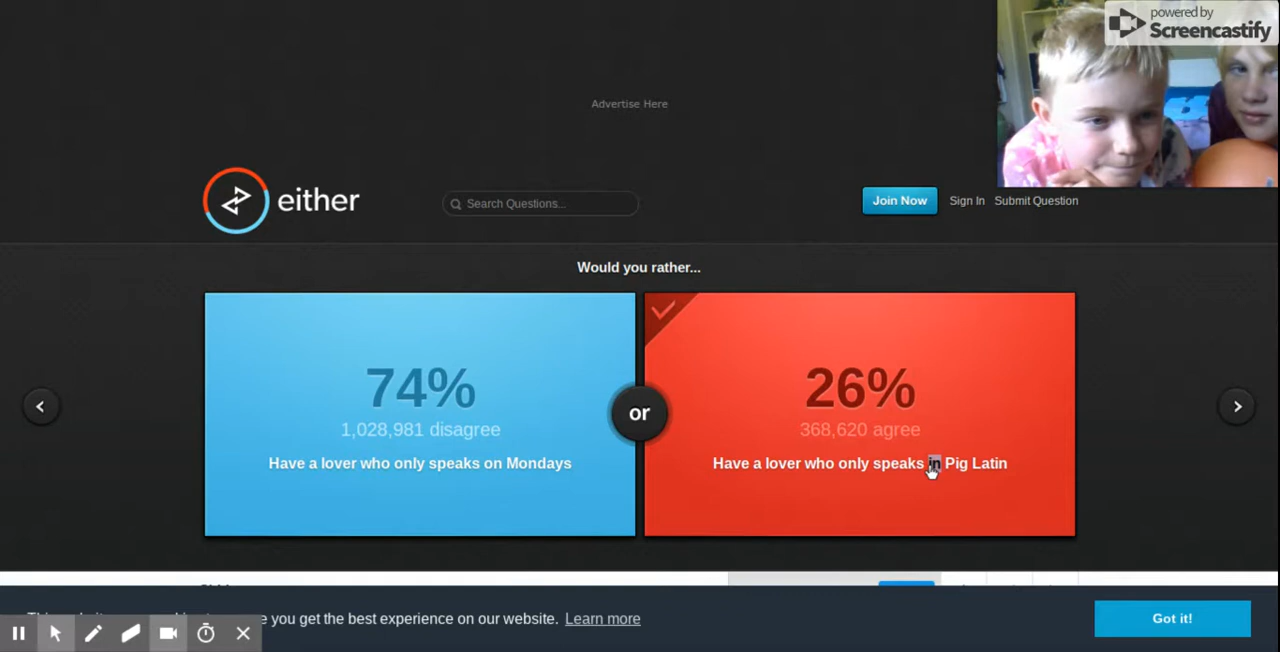 powered by
Screencastify
Advertise Here
either
Search Questions...
Join Now
Sign In
Submit Question
Would you rather...
74%
1,028,981 disagree
Have a lover who only speaks on Mondays
or
26%
368,620 agree
Have a lover who only speaks in Pig Latin
e you get the best experience on our website. Learn more
Got it!